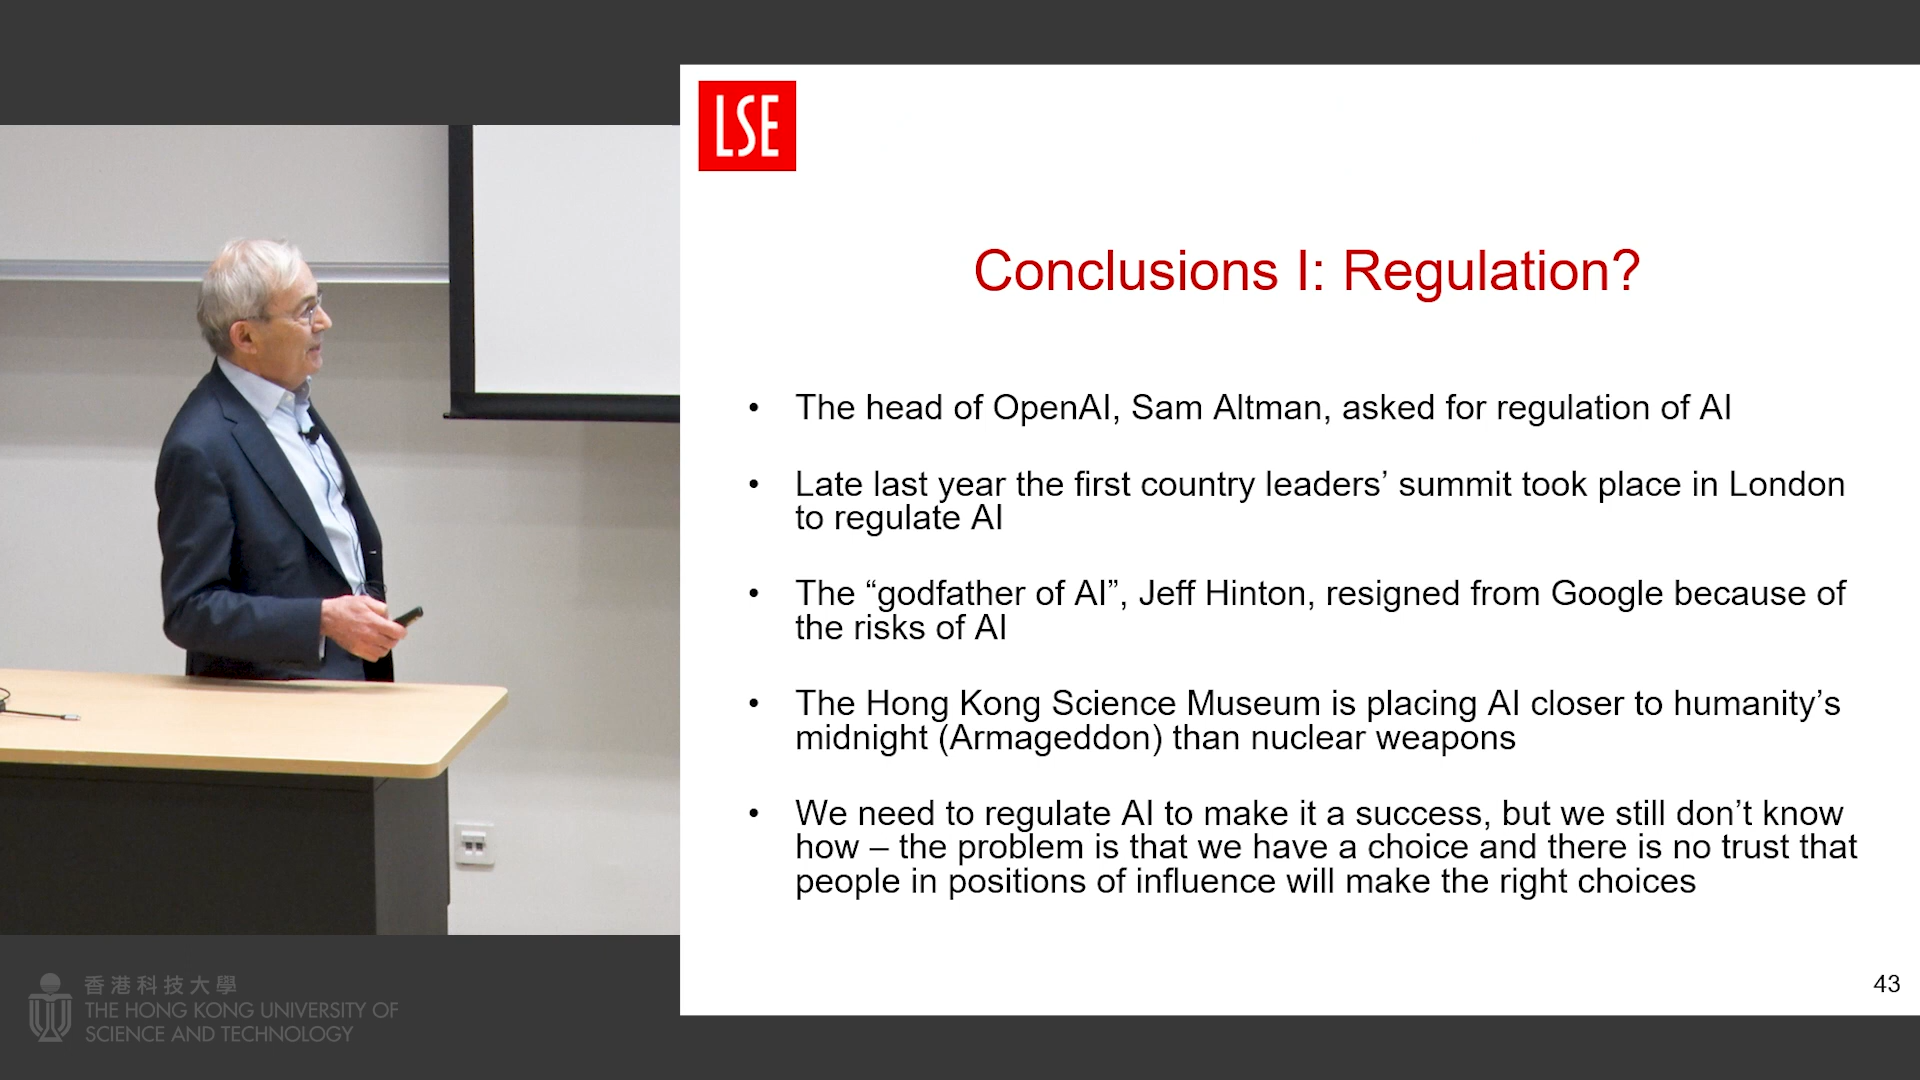 LSE
Conclusions I: Regulation?
• The head of OpenAI, Sam Altman, asked for regulation of AI
• Late last year the first country leaders’ summit took place in London
to regulate AI
• The “godfather of AI”, Jeff Hinton, resigned from Google because of
the risks of AI
• The Hong Kong Science Museum is placing AI closer to humanity’s
midnight (Armageddon) than nuclear weapons
• We need to regulate AI to make it a success, but we still don’t know
how – the problem is that we have a choice and there is no trust that
people in positions of influence will make the right choices
43
香港科技大學
THE HONG KONG UNIVERSITY OF
SCIENCE AND TECHNOLOGY